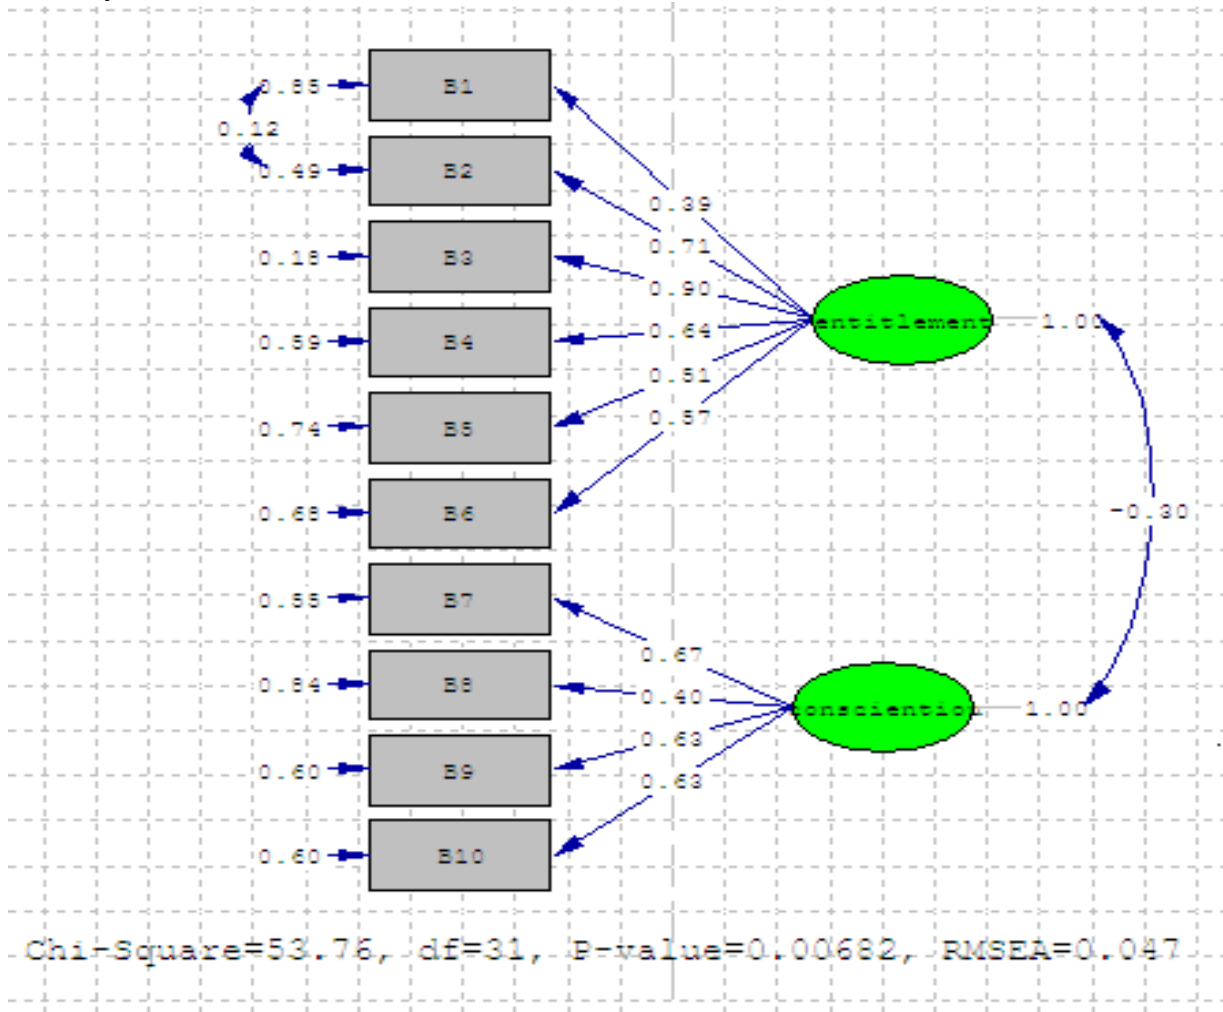 0.85 B1
0.12
0.49 B2
0.39
0.71
0.18 B3
0.90
0.64
entitlement 1.00
0.59 B4
0.51
0.57
0.74 B5
0.68 B6
-0.30
0.55 B7
0.67
0.84 B8
0.40
conscientiou 1.00
0.63
0.60 B9
0.63
0.60 B10
Chi-Square=53.76, df=31, P-value=0.00682, RMSEA=0.047